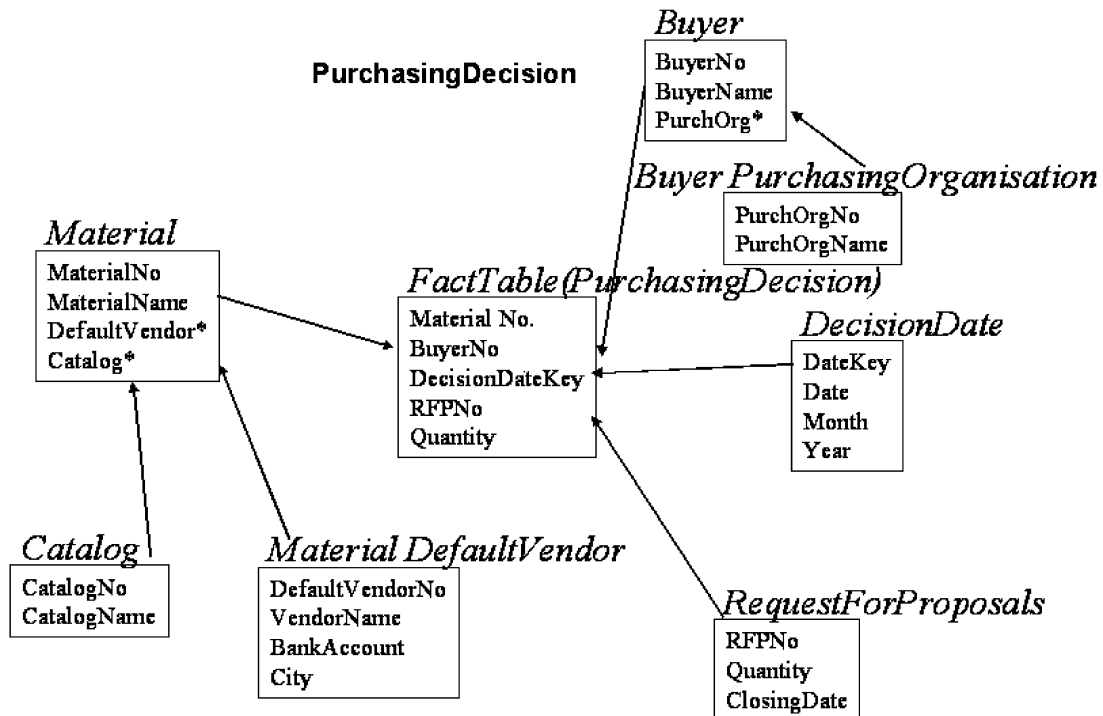 PurchasingDecision
Buyer
BuyerNo
BuyerName
PurchOrg*
Buyer PurchasingOrganisation
PurchOrgNo
PurchOrgName
Material
MaterialNo
MaterialName
DefaultVendor*
Catalog*
FactTable(PurchasingDecision)
Material No.
BuyerNo
DecisionDateKey
RFPNo
Quantity
DecisionDate
DateKey
Date
Month
Year
Catalog
CatalogNo
CatalogName
Material DefaultVendor
DefaultVendorNo
VendorName
BankAccount
City
RequestForProposals
RFPNo
Quantity
ClosingDate